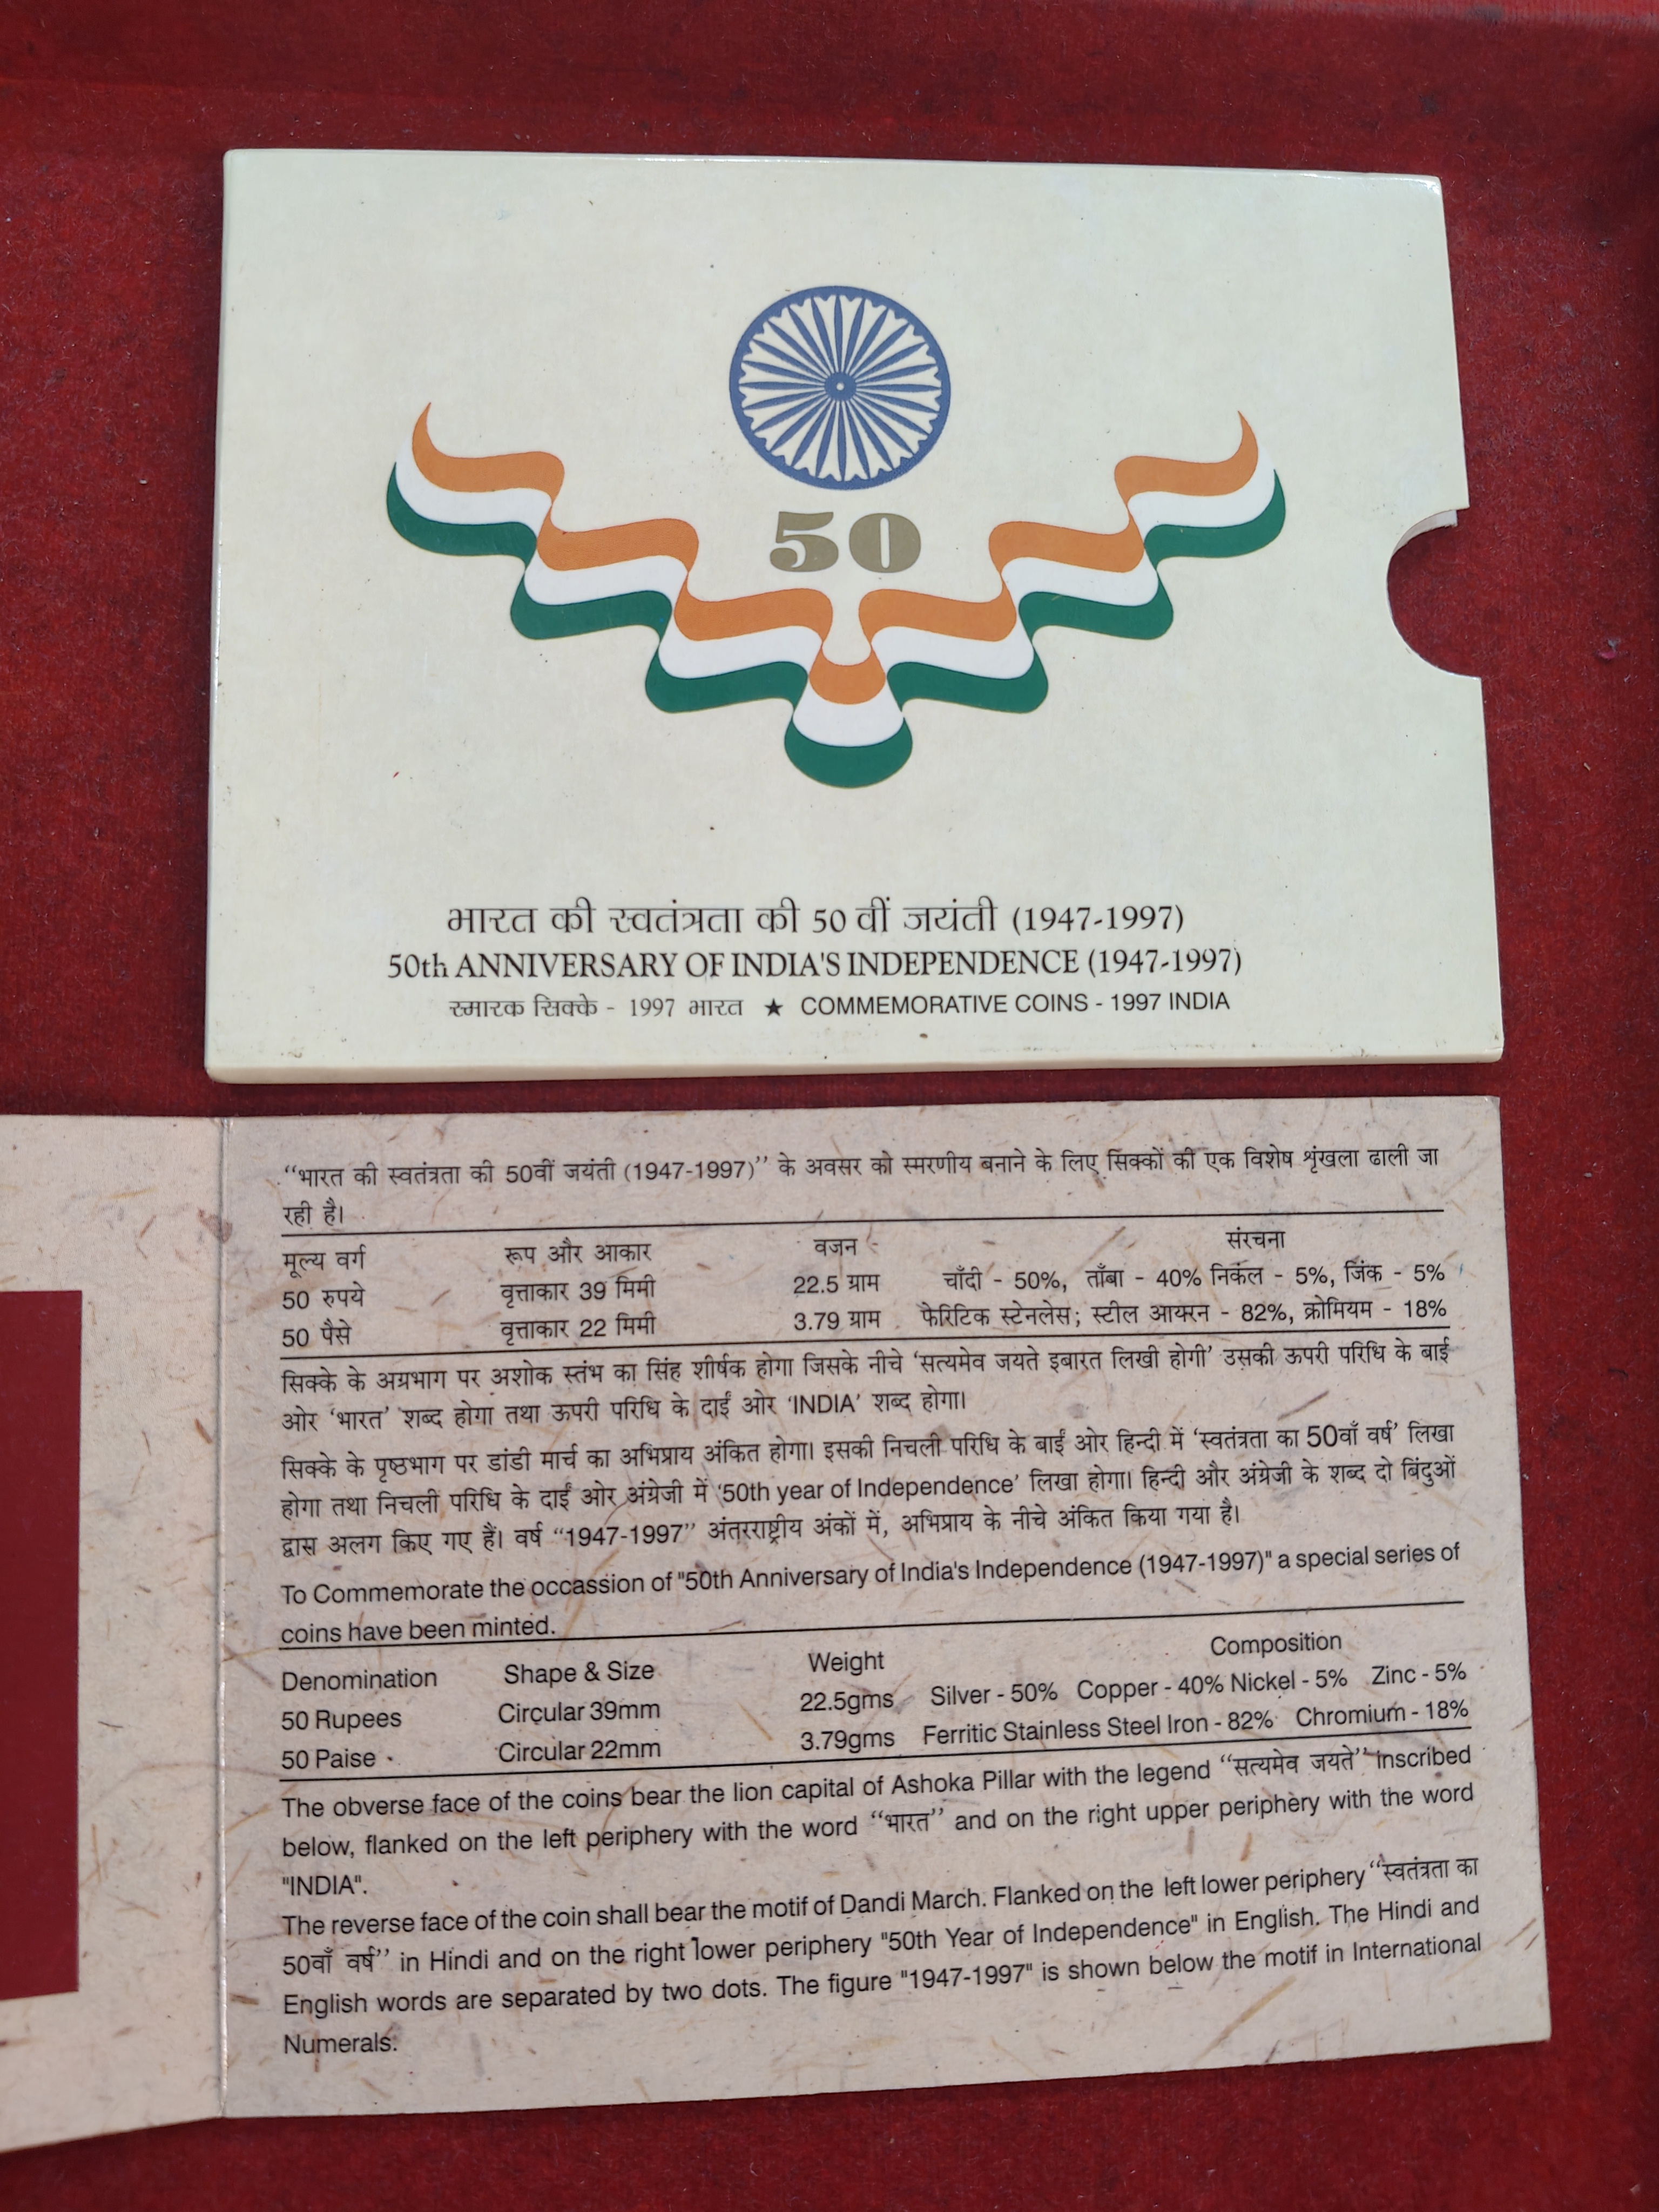 50
भारत की स्वतंत्रता की 50 वीं जयंती (1947-1997)
50th ANNIVERSARY OF INDIA'S INDEPENDENCE (1947-1997)
स्मारक सिक्के - 1997 भारत ★ COMMEMORATIVE COINS - 1997 INDIA
“भारत की स्वतंत्रता की 50वीं जयंती (1947-1997)” के अवसर को स्मरणीय बनाने के लिए सिक्कों की एक विशेष शृंखला ढाली जा
रही है।
मूल्य वर्ग रूप और आकार वजन संरचना
50 रुपये वृत्ताकार 39 मिमी 22.5 ग्राम चाँदी - 50%, ताँबा - 40% निकल - 5%, जिंक - 5%
50 पैसे वृत्ताकार 22 मिमी 3.79 ग्राम फेरिटिक स्टेनलेस; स्टील आयरन - 82%, क्रोमियम - 18%
सिक्के के अग्रभाग पर अशोक स्तंभ का सिंह शीर्षक होगा जिसके नीचे ‘सत्यमेव जयते इबारत लिखी होगी’ उसकी ऊपरी परिधि के बाईं
ओर ‘भारत’ शब्द होगा तथा ऊपरी परिधि के दाईं ओर ‘INDIA’ शब्द होगा।
सिक्के के पृष्ठभाग पर डांडी मार्च का अभिप्राय अंकित होगा। इसकी निचली परिधि के बाईं ओर हिन्दी में ‘स्वतंत्रता का 50वाँ वर्ष’ लिखा
होगा तथा निचली परिधि के दाईं ओर अंग्रेजी में ‘50th year of Independence’ लिखा होगा। हिन्दी और अंग्रेजी के शब्द दो बिंदुओं
द्वारा अलग किए गए हैं। वर्ष “1947-1997” अंतरराष्ट्रीय अंकों में, अभिप्राय के नीचे अंकित किया गया है।
To Commemorate the occassion of "50th Anniversary of India's Independence (1947-1997)" a special series of
coins have been minted.
Denomination Shape & Size Weight Composition
50 Rupees Circular 39mm 22.5gms Silver - 50% Copper - 40% Nickel - 5% Zinc - 5%
50 Paise Circular 22mm 3.79gms Ferritic Stainless Steel Iron - 82% Chromium - 18%
The obverse face of the coins bear the lion capital of Ashoka Pillar with the legend “सत्यमेव जयते” inscribed
below, flanked on the left periphery with the word “भारत” and on the right upper periphery with the word
"INDIA".
The reverse face of the coin shall bear the motif of Dandi March. Flanked on the left lower periphery “स्वतंत्रता का
50वाँ वर्ष” in Hindi and on the right lower periphery "50th Year of Independence" in English. The Hindi and
English words are separated by two dots. The figure "1947-1997" is shown below the motif in International
Numerals.